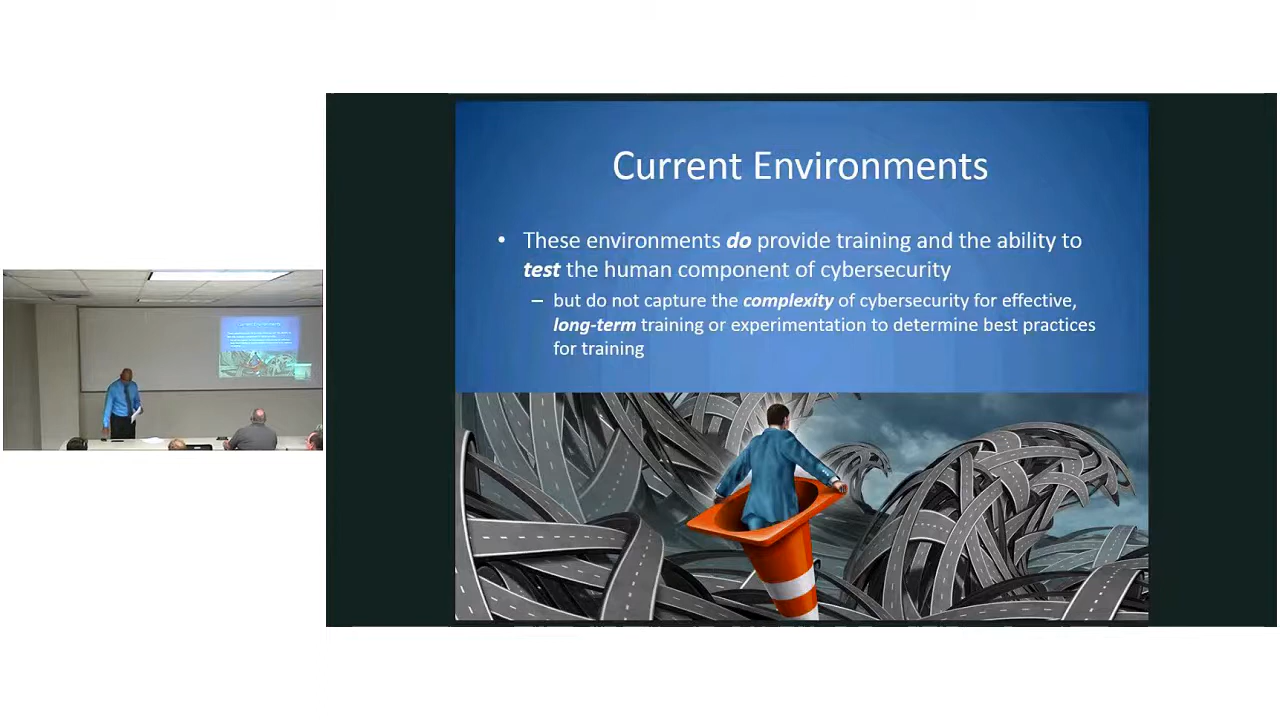 Current Environments
• These environments do provide training and the ability to
test the human component of cybersecurity
– but do not capture the complexity of cybersecurity for effective,
long-term training or experimentation to determine best practices
for training
Current Environments